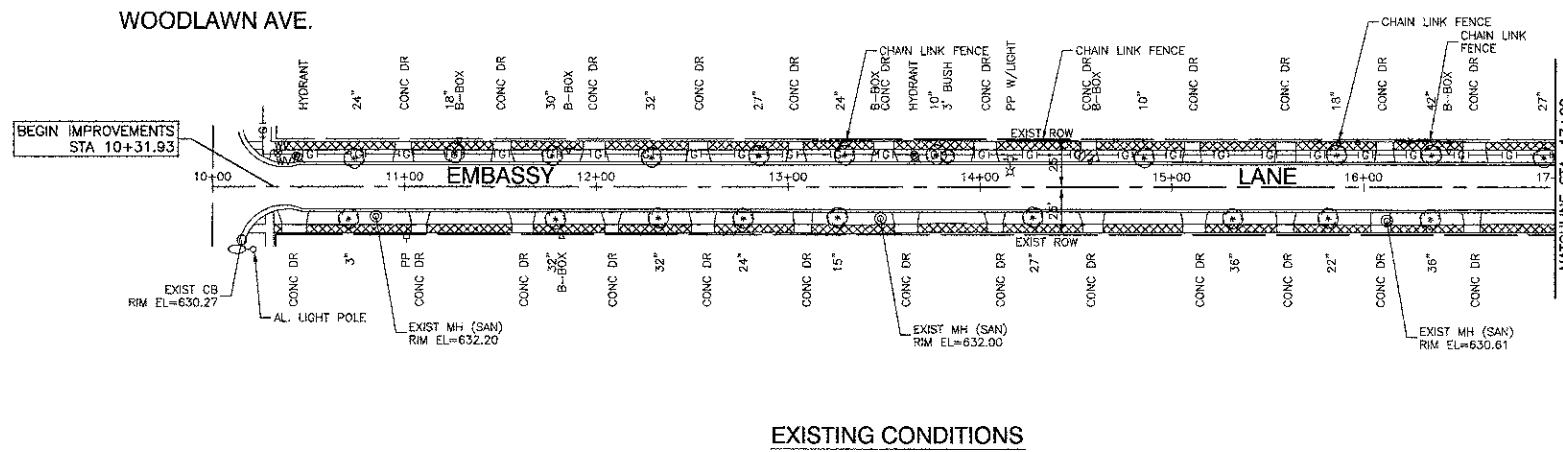 WOODLAWN AVE.
CHAIN LINK FENCE
CHAIN LINK FENCE
CHAIN LINK FENCE
CHAIN LINK
FENCE
HYDRANT
24"
CONC DR
18"
B-BOX
CONC DR
30"
B-BOX
CONC DR
32"
CONC DR
27"
CONC DR
24"
B-BOX
CONC DR
HYDRANT
10"
3' BUSH
CONC DR
PP W/LIGHT
CONC DR
B-BOX
10"
CONC DR
CONC DR
18"
CONC DR
42"
B-BOX
CONC DR
27"
BEGIN IMPROVEMENTS
STA 10+31.93
EXIST ROW
25'
10+00
11+00
EMBASSY
12+00
13+00
14+00
15+00
LANE
16+00
17+
25'
EXIST ROW
CONC DR
3"
PP
CONC DR
CONC DR
32"
B-BOX
CONC DR
32"
CONC DR
24"
CONC DR
15"
CONC DR
CONC DR
27"
CONC DR
CONC DR
36"
CONC DR
22"
CONC DR
36"
CONC DR
EXIST CB
RIM EL=630.27
AL. LIGHT POLE
EXIST MH (SAN)
RIM EL=632.20
EXIST MH (SAN)
RIM EL=632.00
EXIST MH (SAN)
RIM EL=630.61
EXISTING CONDITIONS